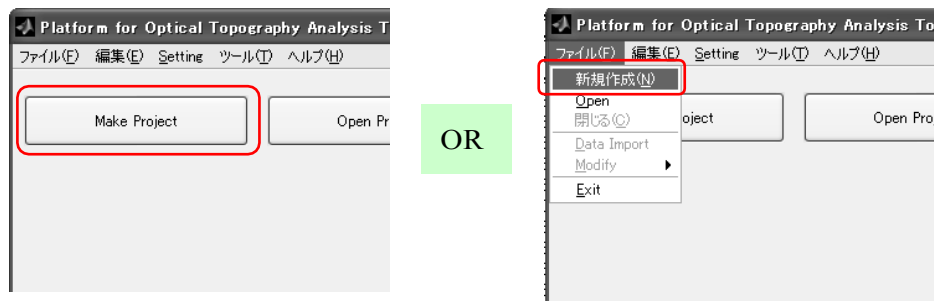 Platform for Optical Topography Analysis T
ファイル(F) 編集(E) Setting ツール(T) ヘルプ(H)
Make Project Open Pr
OR
Platform for Optical Topography Analysis To
ファイル(F) 編集(E) Setting ツール(T) ヘルプ(H)
新規作成(N)
Open
閉じる(C)
Data Import
Modify
Exit
oject Open Pro